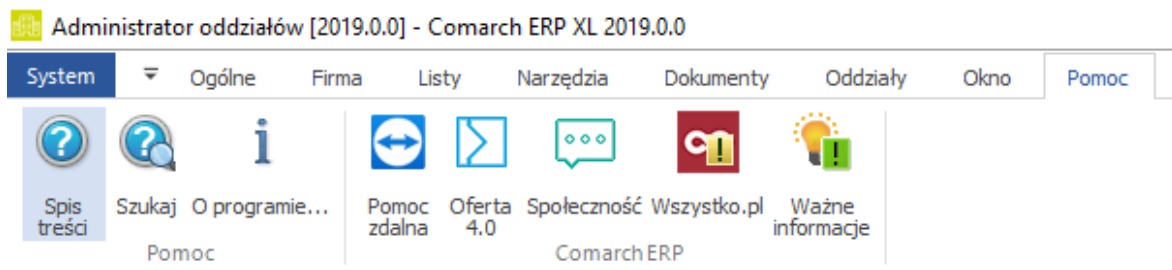 Administrator oddziałów [2019.0.0] - Comarch ERP XL 2019.0.0
System Ogólne Firma Listy Narzędzia Dokumenty Oddziały Okno Pomoc
Spis treści
Szukaj
O programie...
Pomoc
Pomoc zdalna
Oferta 4.0
Społeczność
Wszystko.pl
Ważne informacje
Comarch ERP